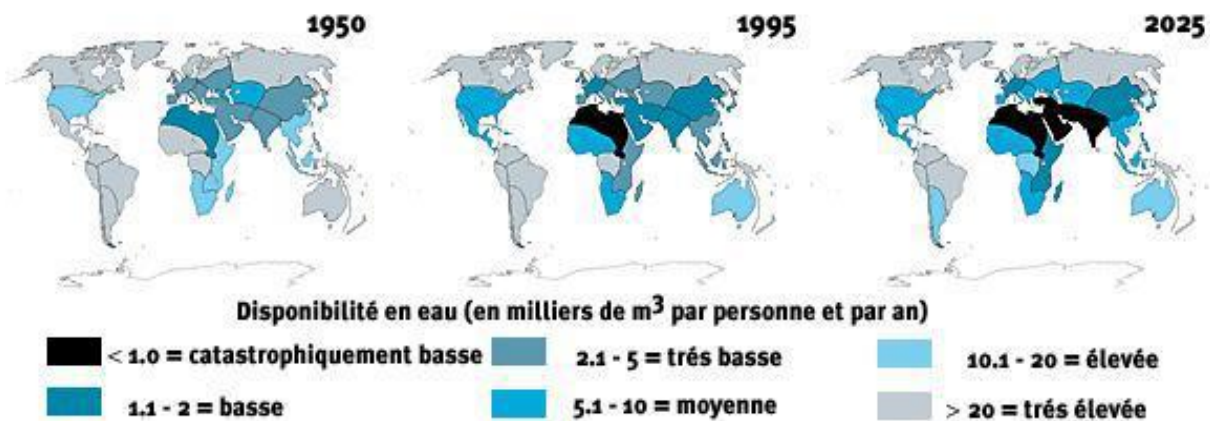 1950
1995
2025
Disponibilité en eau (en milliers de m³ par personne et par an)
< 1.0 = catastrophiquement basse
2.1 - 5 = trés basse
10.1 - 20 = élevée
1.1 - 2 = basse
5.1 - 10 = moyenne
> 20 = trés élevée